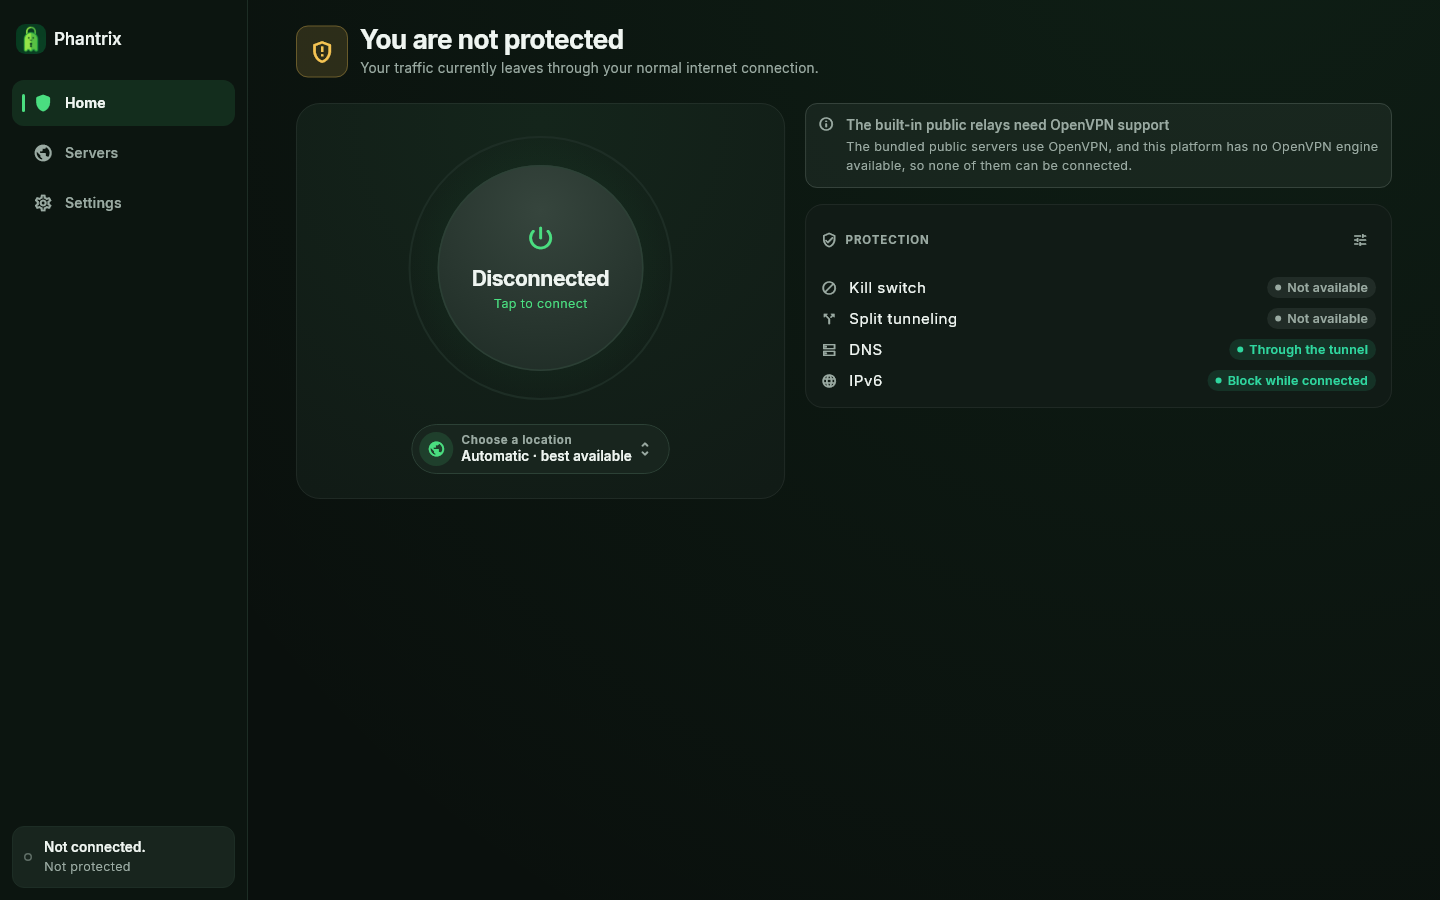 Phantrix
Home
Servers
Settings
Not connected.
Not protected
You are not protected
Your traffic currently leaves through your normal internet connection.
Disconnected
Tap to connect
Choose a location
Automatic · best available
The built-in public relays need OpenVPN support
The bundled public servers use OpenVPN, and this platform has no OpenVPN engine
available, so none of them can be connected.
PROTECTION
Kill switch
Not available
Split tunneling
Not available
DNS
Through the tunnel
IPv6
Block while connected